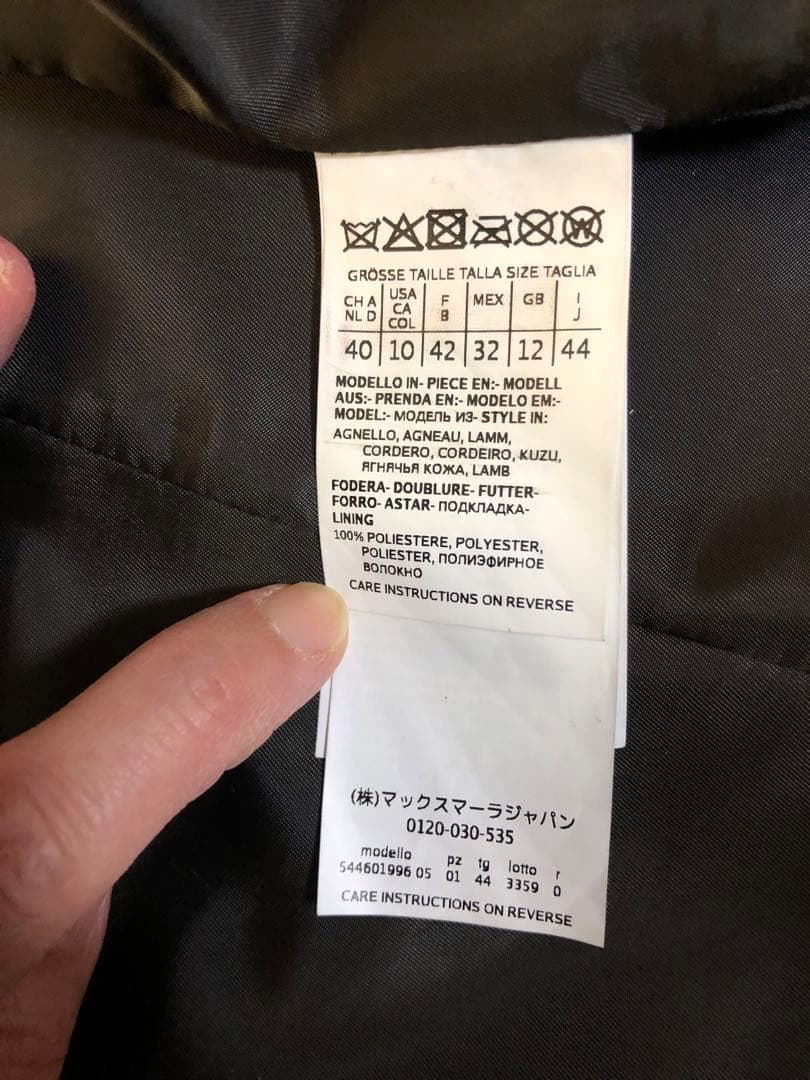 GRÖSSE TAILLE TALLA SIZE TAGLIA
CH A NL D USA CA COL F B MEX GB I J
40 10 42 32 12 44
MODELLO IN- PIECE EN:- MODELL
AUS:- PRENDA EN:- MODELO EM:-
MODEL:- МОДЕЛЬ ИЗ- STYLE IN:
AGNELLO, AGNEAU, LAMM,
CORDERO, CORDEIRO, KUZU,
ЯГНЯЧЬЯ КОЖА, LAMB
FODERA- DOUBLURE- FUTTER-
FORRO- ASTAR- ПОДКЛАДКА-
LINING
100% POLIESTERE, POLYESTER,
POLIESTER, ПОЛИЭФИРНОЕ
ВОЛОКНО
CARE INSTRUCTIONS ON REVERSE
(株)マックスマーラジャパン
0120-030-535
modello pz tg lotto r
544601996 05 01 44 3359 0
CARE INSTRUCTIONS ON REVERSE